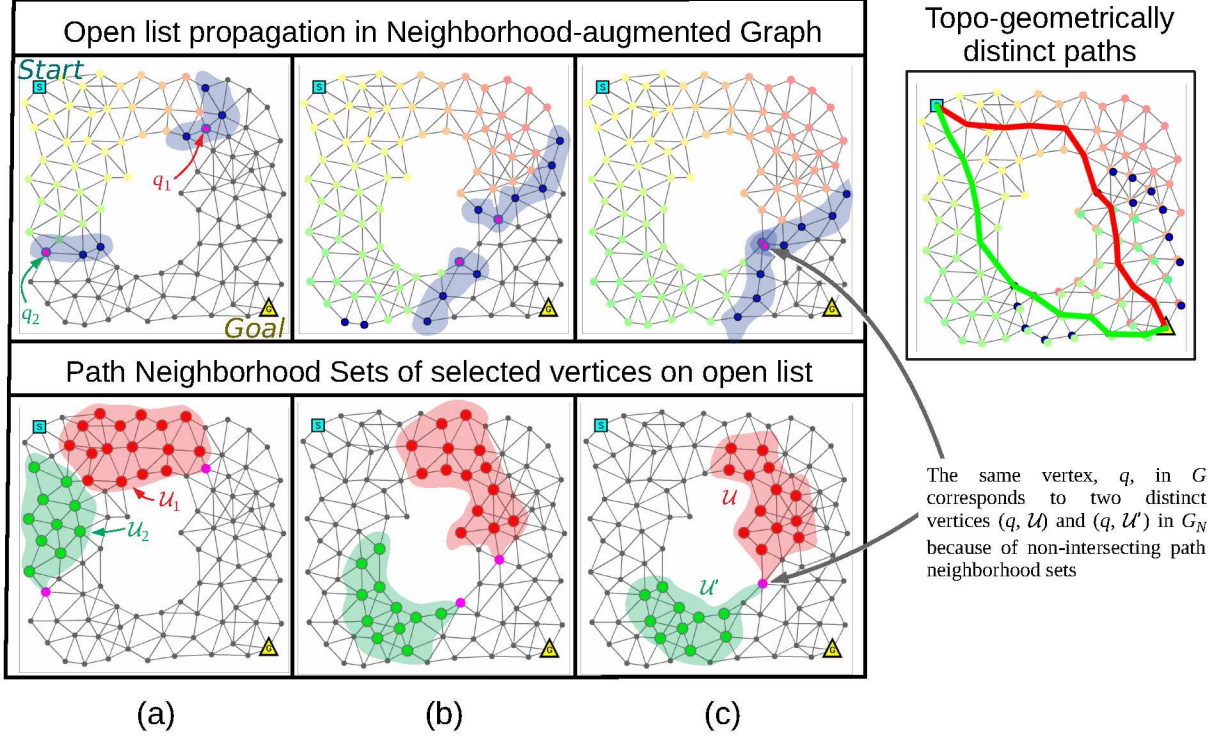 Open list propagation in Neighborhood-augmented Graph
Topo-geometrically
distinct paths
Start
S
q1
q2
G
Goal
S
G
S
G
S
Path Neighborhood Sets of selected vertices on open list
S
U1
U2
G
S
G
S
U
U'
G
The same vertex, q, in G
corresponds to two distinct
vertices (q, U) and (q, U') in GN
because of non-intersecting path
neighborhood sets
(a)
(b)
(c)